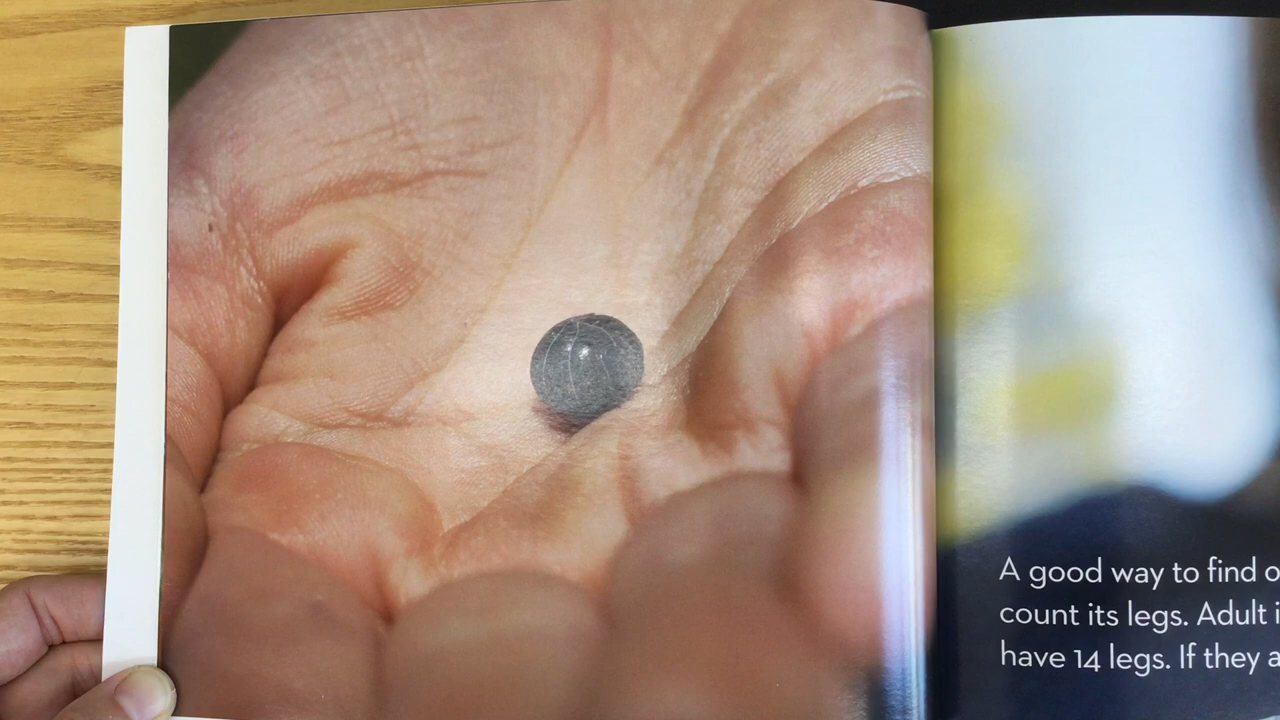 A good way to find o
count its legs. Adult i
have 14 legs. If they a